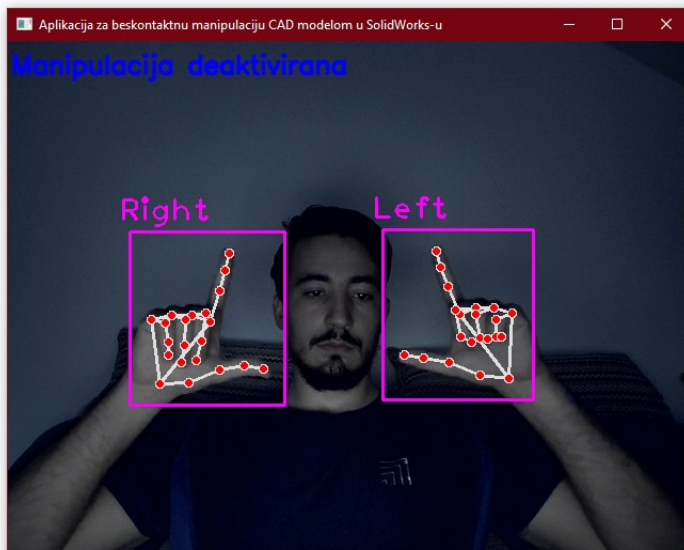 Aplikacija za beskontaktnu manipulaciju CAD modelom u SolidWorks-u
Manipulacija deaktivirana
Right
Left